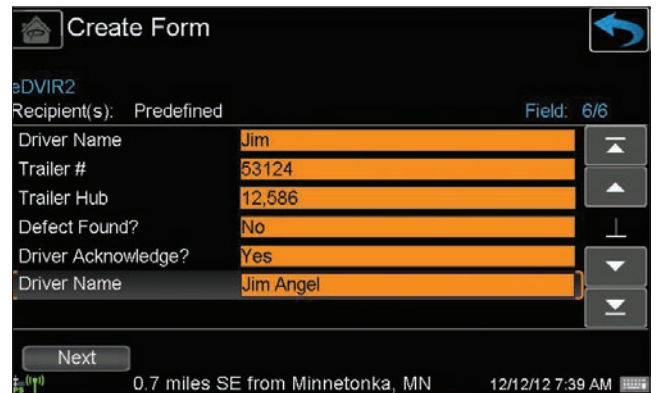 Create Form
eDVIR2
Recipient(s): Predefined Field: 6/6
Driver Name Jim
Trailer # 53124
Trailer Hub 12,586
Defect Found? No
Driver Acknowledge? Yes
Driver Name Jim Angel
Next
0.7 miles SE from Minnetonka, MN 12/12/12 7:39 AM